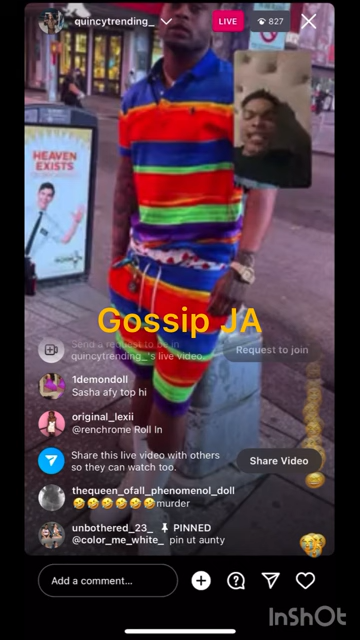 quincytrending_
LIVE
827
HEAVEN
EXISTS
Gossip JA
Send a request to be in
quincytrending_'s live video.
Request to join
1demondoll
Sasha afy top hi
original_lexii
@renchrome Roll In
Share this live video with others
so they can watch too.
Share Video
thequeen_ofall_phenomenol_doll
🤣🤣🤣🤣🤣🤣murder
unbothered_23_ PINNED
@color_me_white_ pin ut aunty
Add a comment...
InShOt